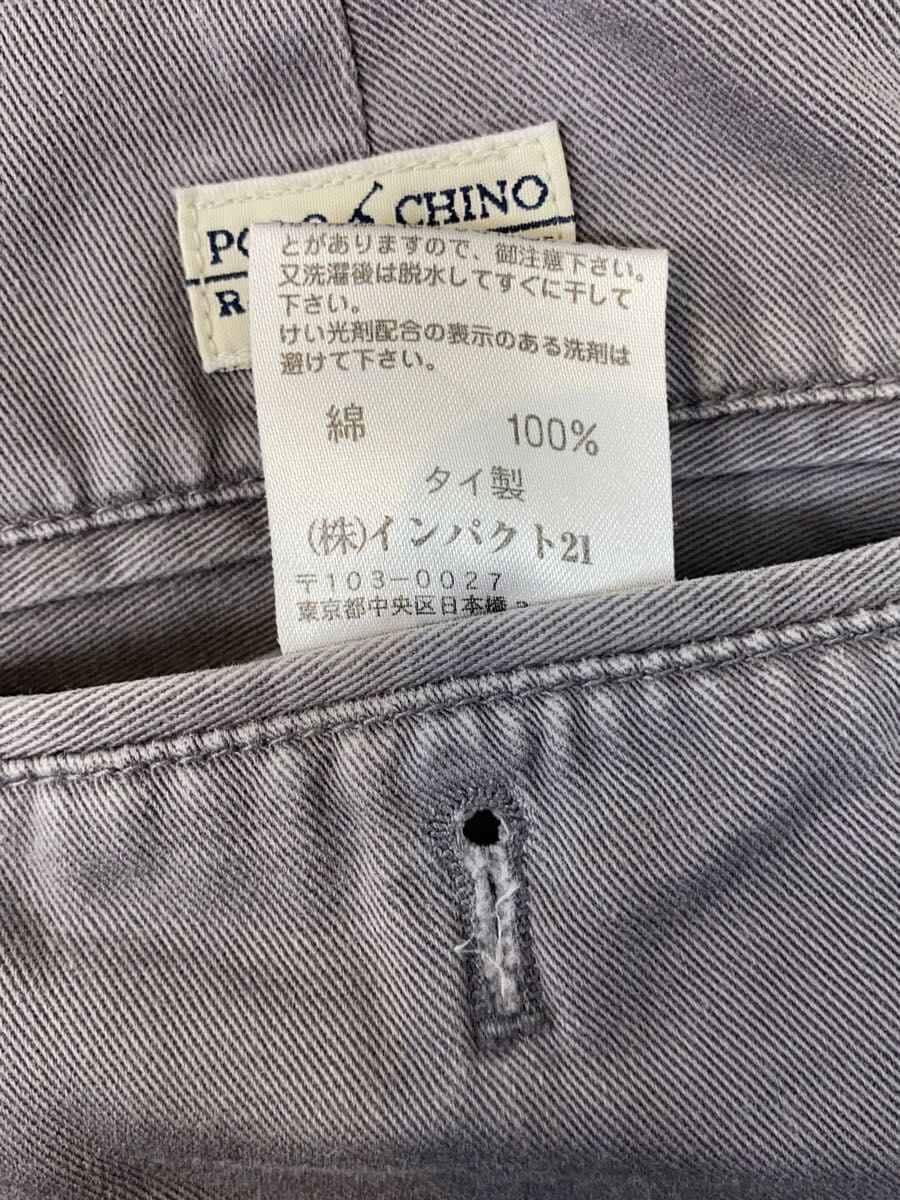 CHINO
とがありますので、御注意下さい。
又洗濯後は脱水してすぐに干して
下さい。
けい光剤配合の表示のある洗剤は
避けて下さい。
綿 100%
タイ製
(株)インパクト21
〒103-0027
東京都中央区日本橋